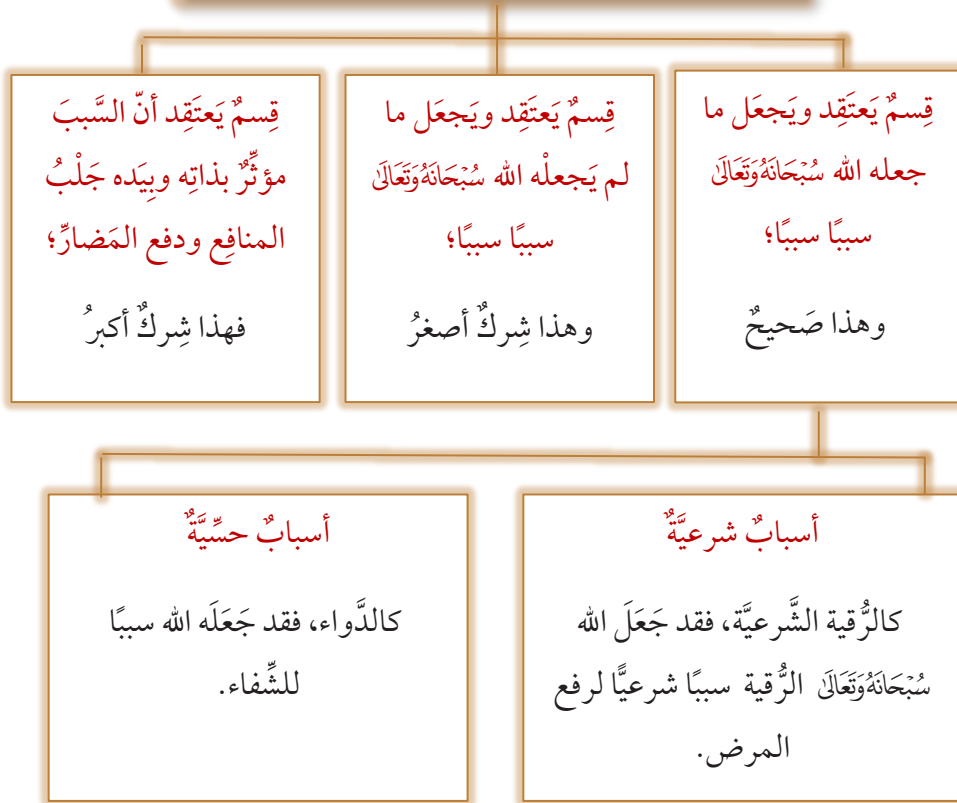 قِسمٌ يَعتَقِد ويَجعَل ما
جعله الله سُبْحَانَهُوَتَعَالَىٰ
سببًا سببًا؛
وهذا صَحيحٌ
قِسمٌ يَعتَقِد ويَجعَل ما
لم يَجعلْه الله سُبْحَانَهُوَتَعَالَىٰ
سببًا سببًا؛
وهذا شِركٌ أصغرُ
قِسمٌ يَعتَقِد أنّ السَّببَ
مؤثِّرٌ بذاتِه وبِيَده جَلْبُ
المنافِع ودفع المَضارِّ؛
فهذا شِركٌ أكبرُ
أسبابٌ شرعيَّةٌ
كالرُّقية الشَّرعيَّة، فقد جَعَلَ الله
سُبْحَانَهُوَتَعَالَىٰ الرُّقية سببًا شرعيًّا لرفع
المرض.
أسبابٌ حسِّيَّةٌ
كالدَّواء، فقد جَعَلَه الله سببًا
للشِّفاء.